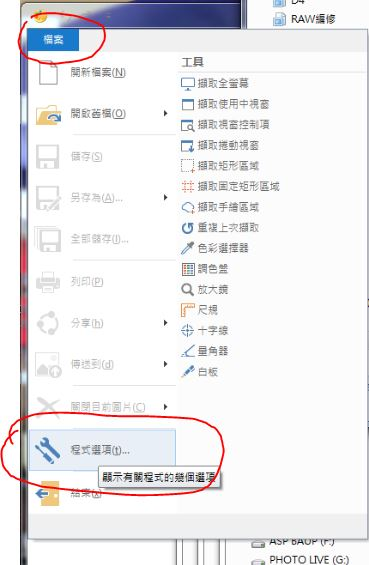 D4
RAW編修
檔案
開新檔案(N)
開啟舊檔(O)
儲存(S)
另存為(A)...
全部儲存(I)...
列印(P)
分享(h)
傳送到(d)
關閉目前圖片(C)
程式選項(t)...
顯示有關程式的幾個選項
結束(x)
工具
擷取全螢幕
擷取使用中視窗
擷取視窗控制項
擷取捲動視窗
擷取矩形區域
擷取固定矩形區域
擷取手繪區域
重複上次擷取
色彩選擇器
調色盤
放大鏡
尺規
十字線
量角器
白板
ASP BAUP (F:)
PHOTO LIVE (G:)